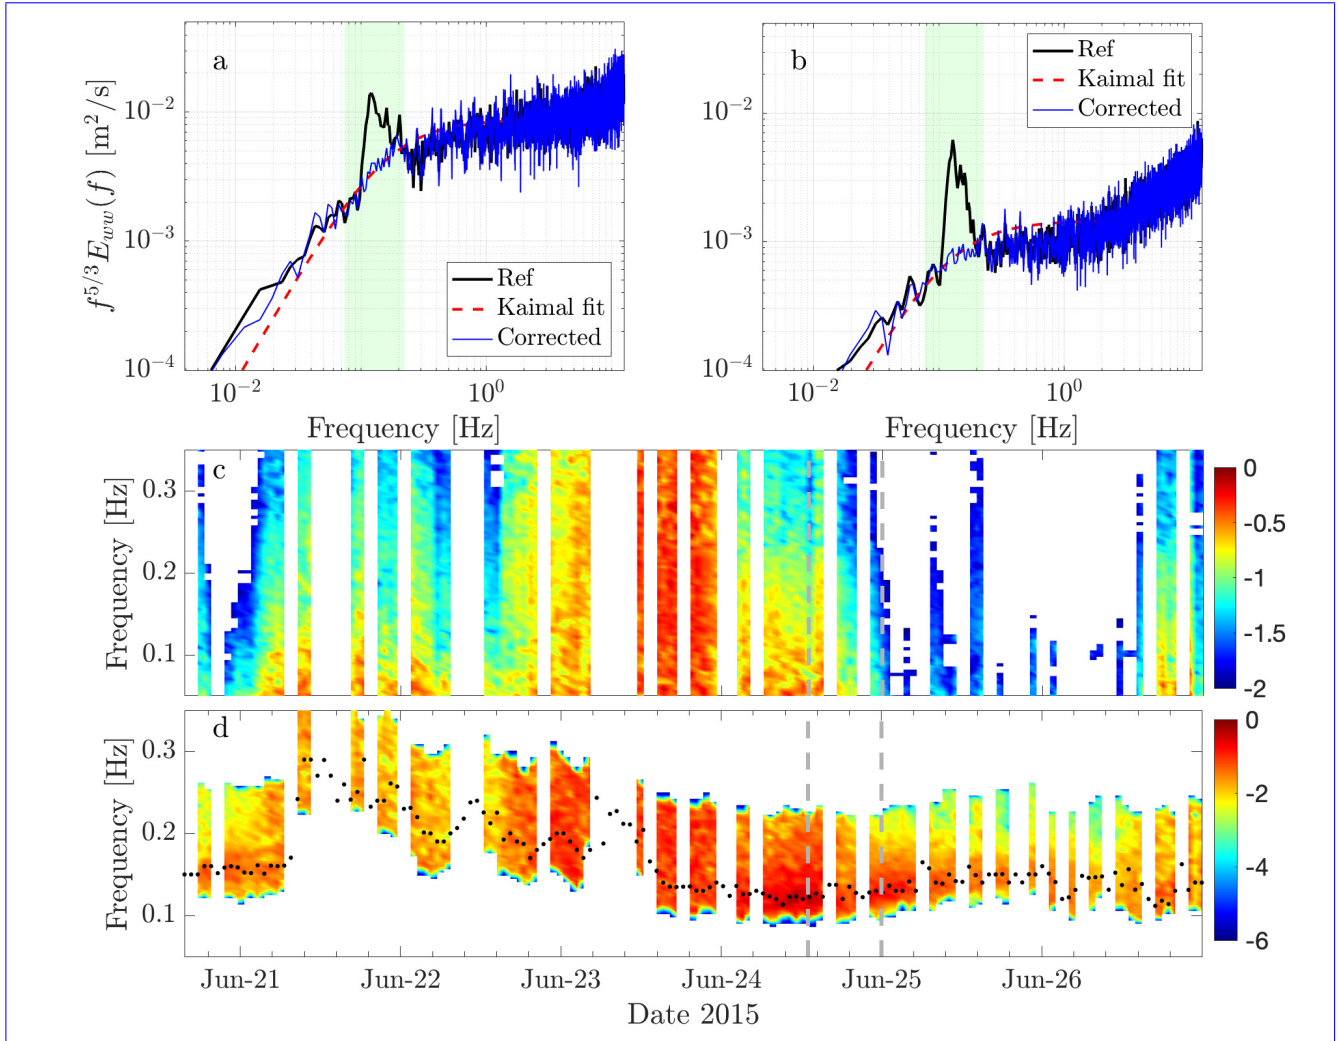 a
Ref
Kaimal fit
Corrected
10^-2
10^-3
10^-4
f^5/3 E_ww(f) [m^2/s]
10^-2
10^0
Frequency [Hz]
b
Ref
Kaimal fit
Corrected
10^-2
10^-3
10^-4
10^-2
10^0
Frequency [Hz]
c
0.3
0.2
0.1
Frequency [Hz]
0
-0.5
-1
-1.5
-2
d
0.3
0.2
0.1
Frequency [Hz]
0
-2
-4
-6
Jun-21 Jun-22 Jun-23 Jun-24 Jun-25 Jun-26
Date 2015